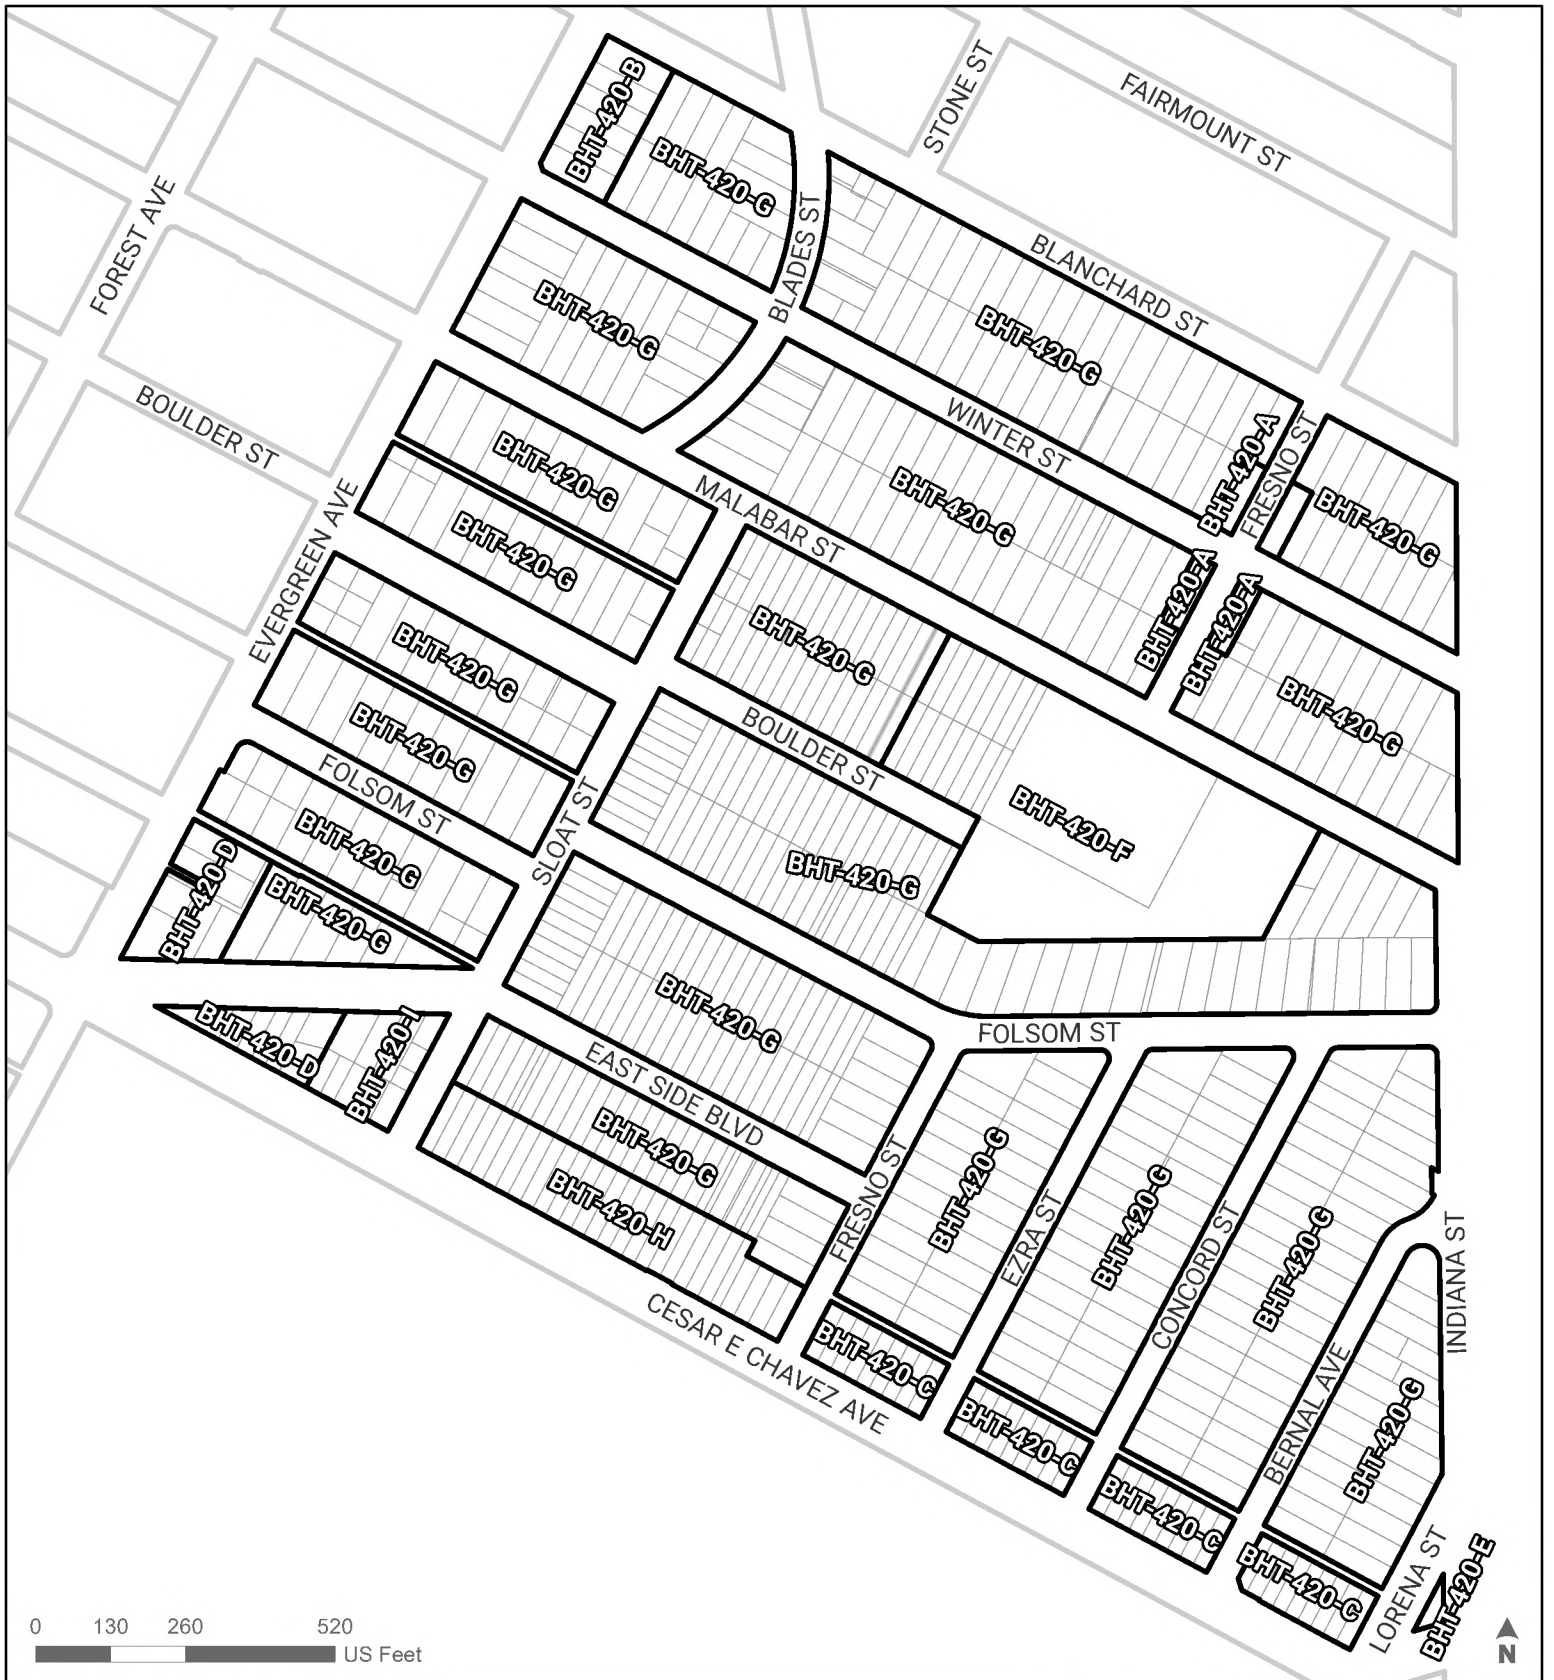 STONE ST
FAIRMOUNT ST
BHT-420-B
BHT-420-G
FOREST AVE
BLADES ST
BLANCHARD ST
BHT-420-G
BHT-420-G
BOULDER ST
WINTER ST
BHT-420-A
FRESNO ST
BHT-420-G
BHT-420-G
BHT-420-G
BHT-420-G
MALABAR ST
EVERGREEN AVE
BHT-420-G
BHT-420-A
BHT-420-A
BHT-420-G
BHT-420-G
BHT-420-G
BHT-420-G
BOULDER ST
FOLSOM ST
SLOAT ST
BHT-420-F
BHT-420-G
BHT-420-G
BHT-420-D
BHT-420-G
BHT-420-G
FOLSOM ST
BHT-420-D
BHT-420-I
EAST SIDE BLVD
BHT-420-G
BHT-420-H
FRESNO ST
BHT-420-G
EZRA ST
BHT-420-G
CONCORD ST
BHT-420-G
INDIANA ST
CESAR E CHAVEZ AVE
BHT-420-C
BERNAL AVE
BHT-420-G
BHT-420-C
BHT-420-C
BHT-420-C
LORENA ST
BHT-420-E
0 130 260 520
US Feet
N